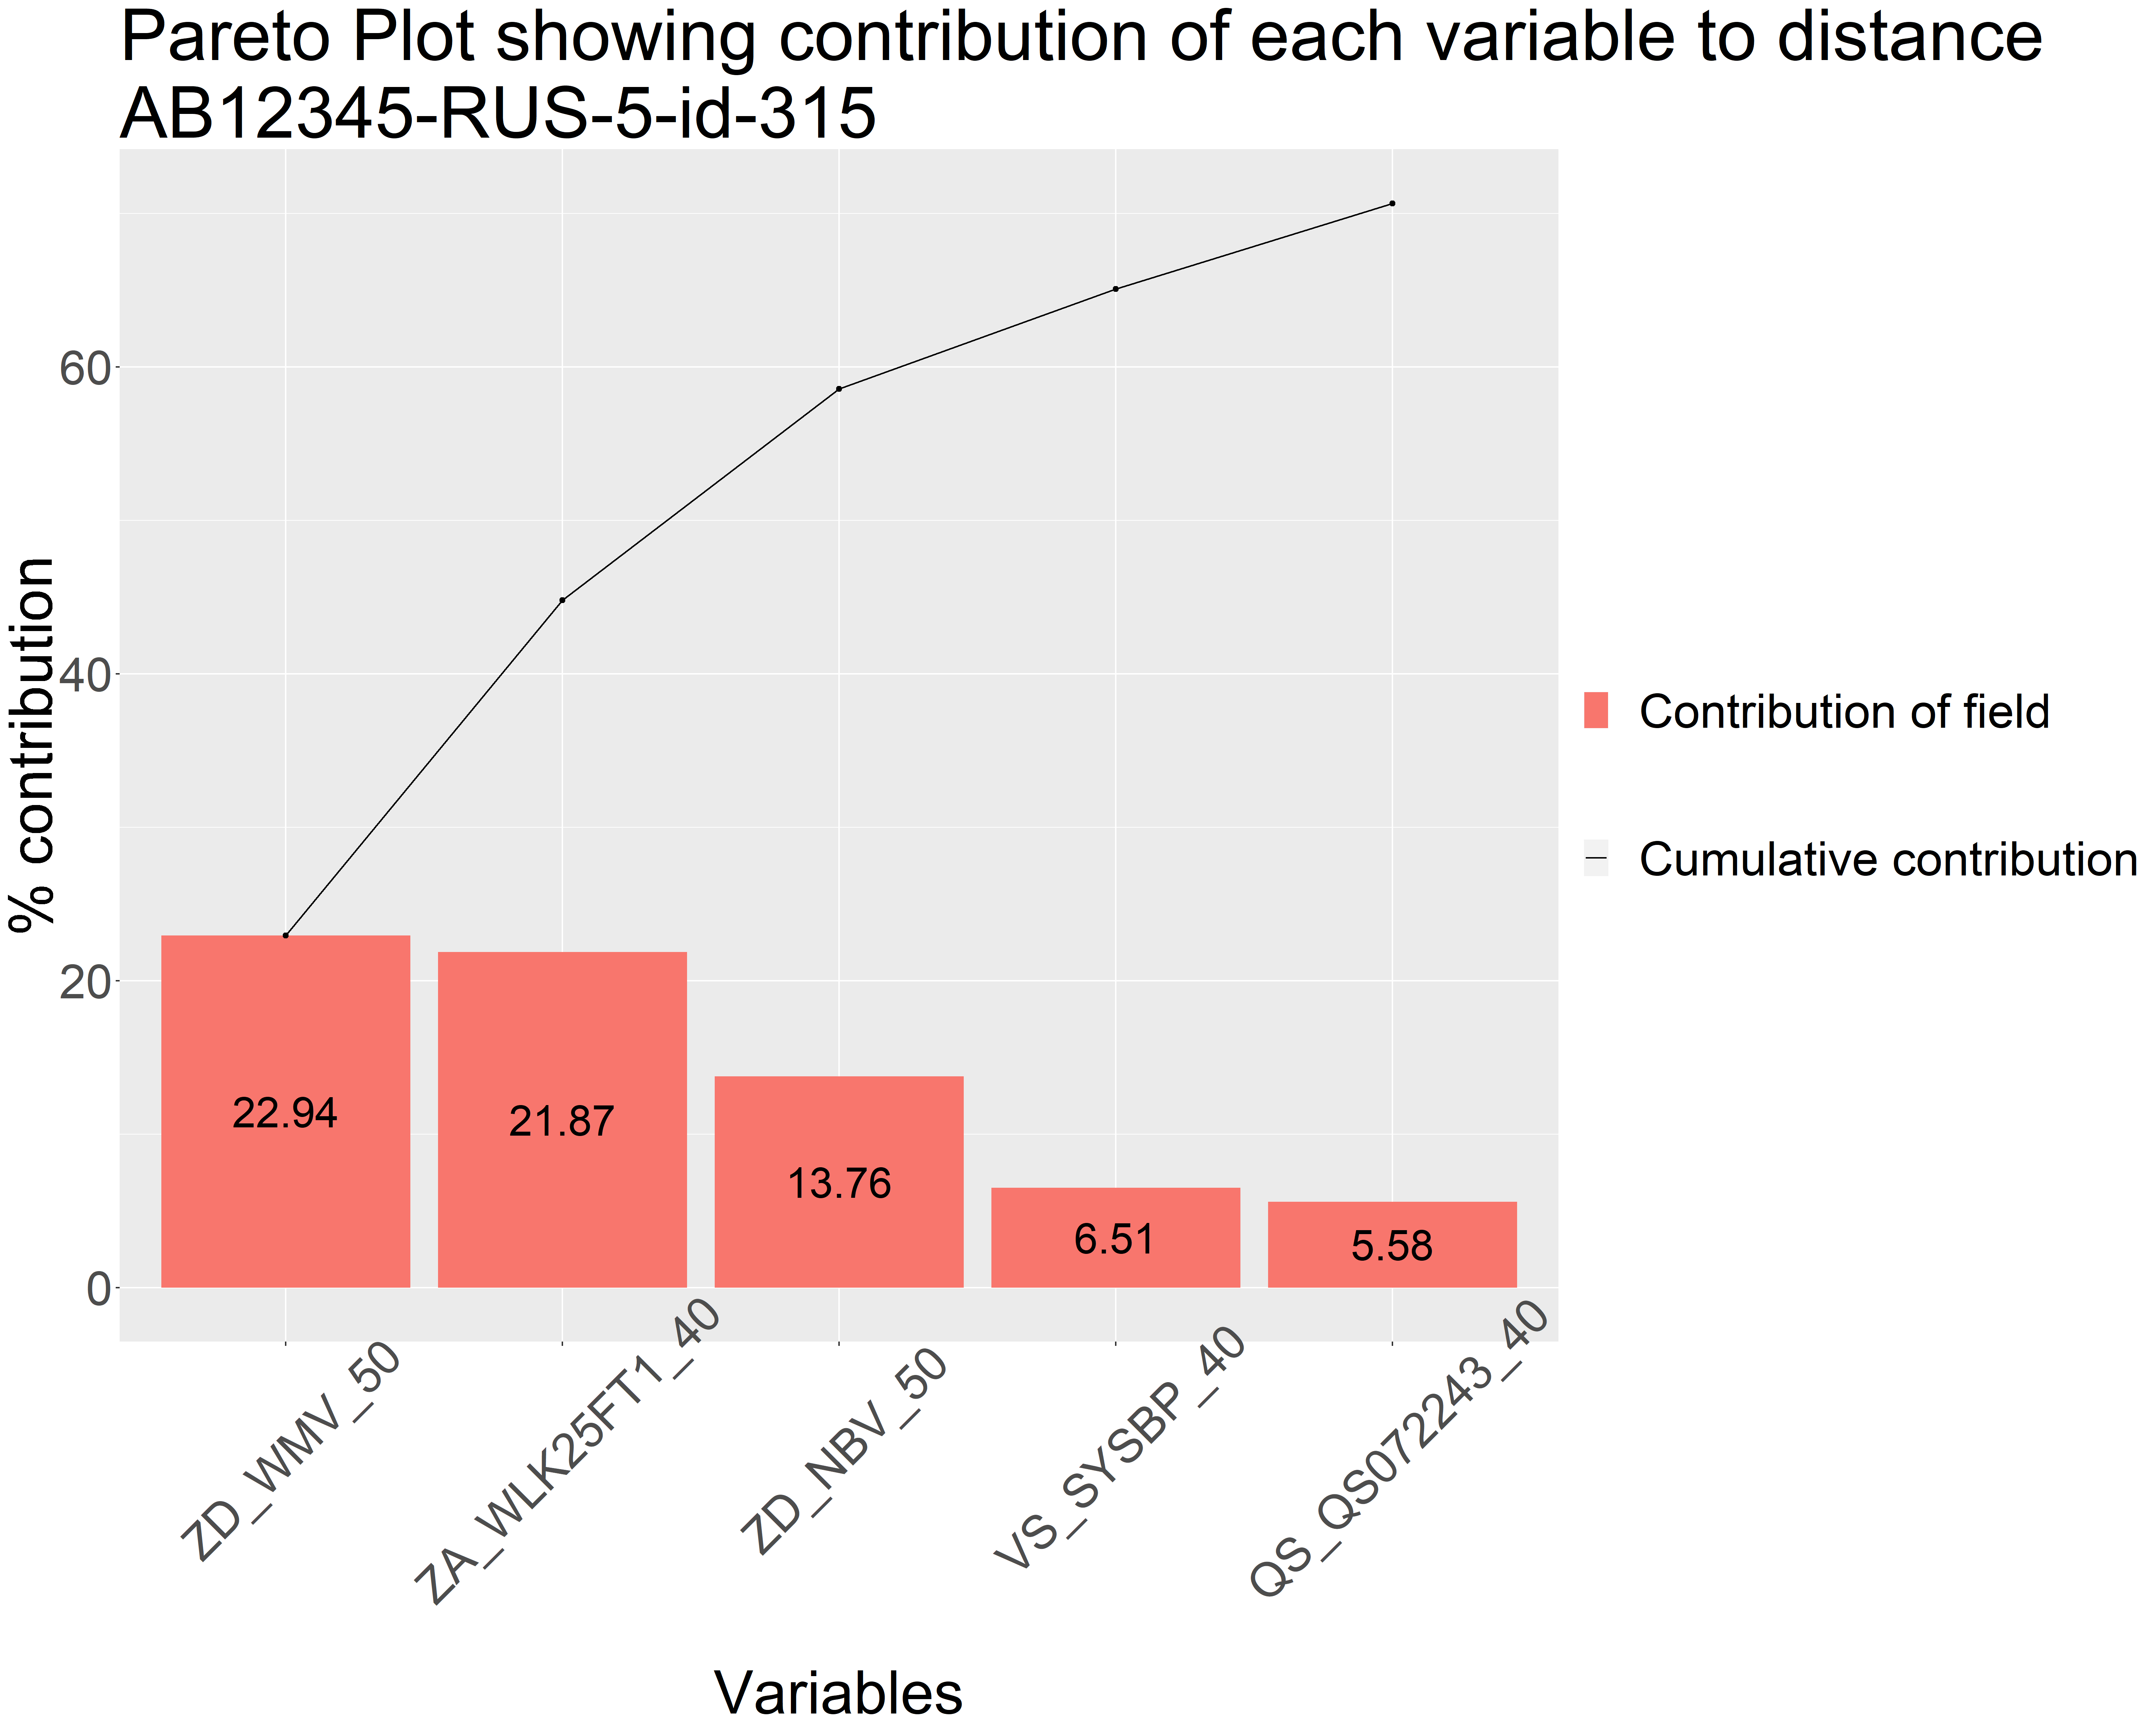 Pareto Plot showing contribution of each variable to distance
AB12345-RUS-5-id-315
% contribution
60
40
20
0
22.94
21.87
13.76
6.51
5.58
ZD_WMV_50
ZA_WLK25FT1_40
ZD_NBV_50
VS_SYSBP_40
QS_QS072243_40
Variables
Contribution of field
Cumulative contribution